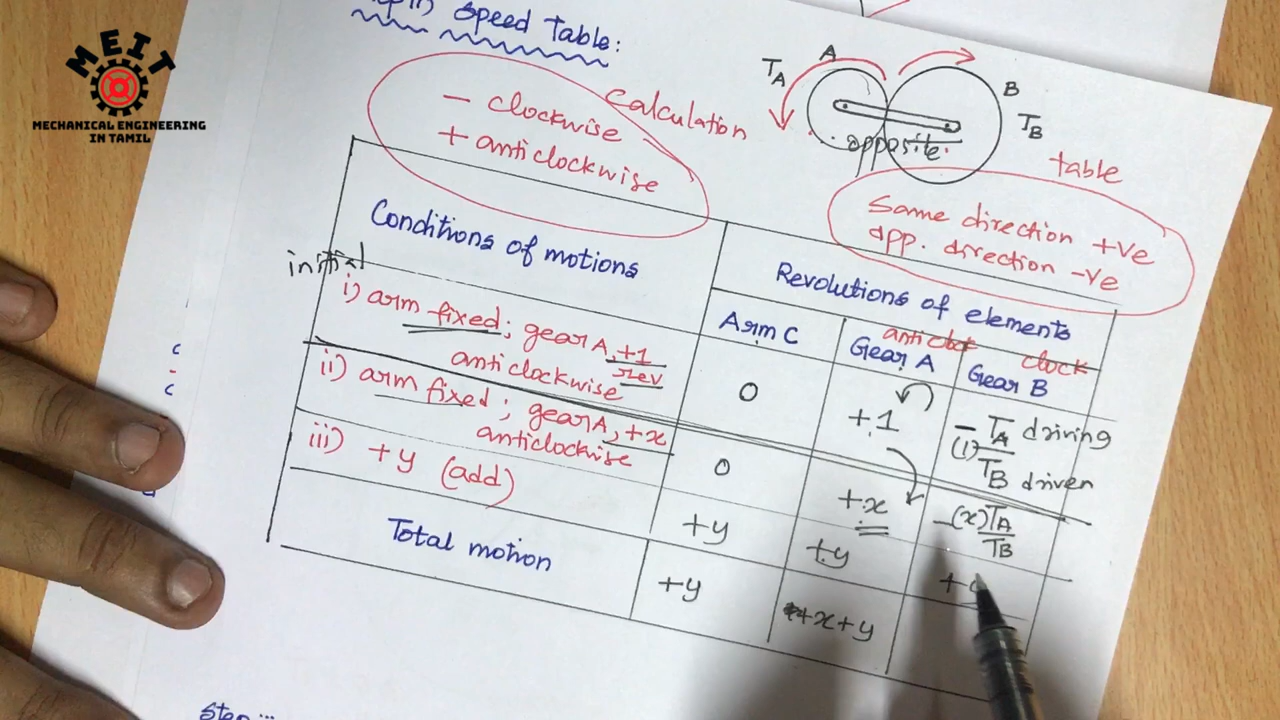 MEIT
MECHANICAL ENGINEERING
IN TAMIL
Speed Table:
calculation
- clockwise
+ anticlockwise
A
TA
B
TB
opposite
table
Same direction +ve
opp. direction -ve
Conditions of motions
Revolutions of elements
Arm C
anticlock
Gear A
clock
Gear B
initial
i) arm fixed; gear A, +1
rev
anticlockwise
0
+1
- TA driving
(1)
TB driven
ii) arm fixed; gear A, +x
anticlockwise
0
+x
-(x) TA
TB
iii) +y (add)
+y
+y
Total motion
+y
+x+y
c
-
c